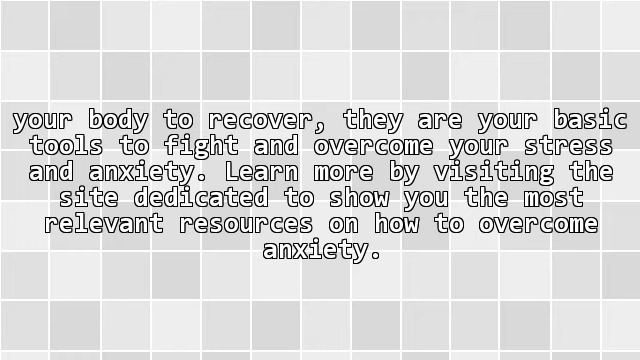 your body to recover, they are your basic
tools to fight and overcome your stress
and anxiety. Learn more by visiting the
site dedicated to show you the most
relevant resources on how to overcome
anxiety.